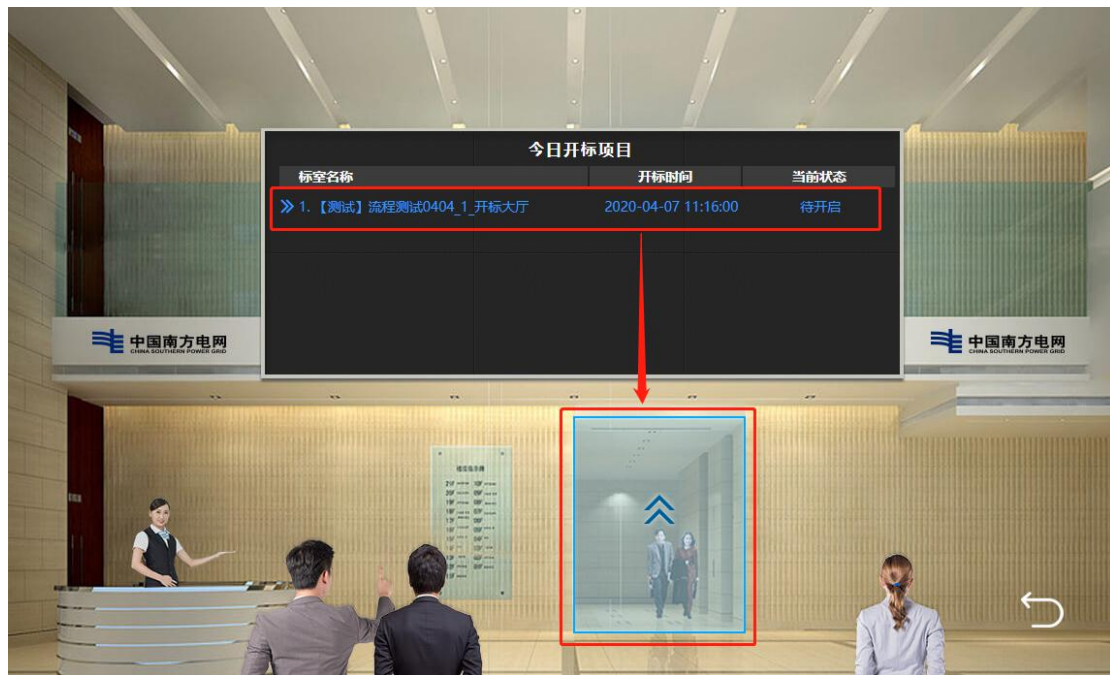 今日开标项目
标室名称 开标时间 当前状态
1.【测试】流程测试0404_1_开标大厅 2020-04-07 11:16:00 待开启
中国南方电网
CHINA SOUTHERN POWER GRID
中国南方电网
CHINA SOUTHERN POWER GRID